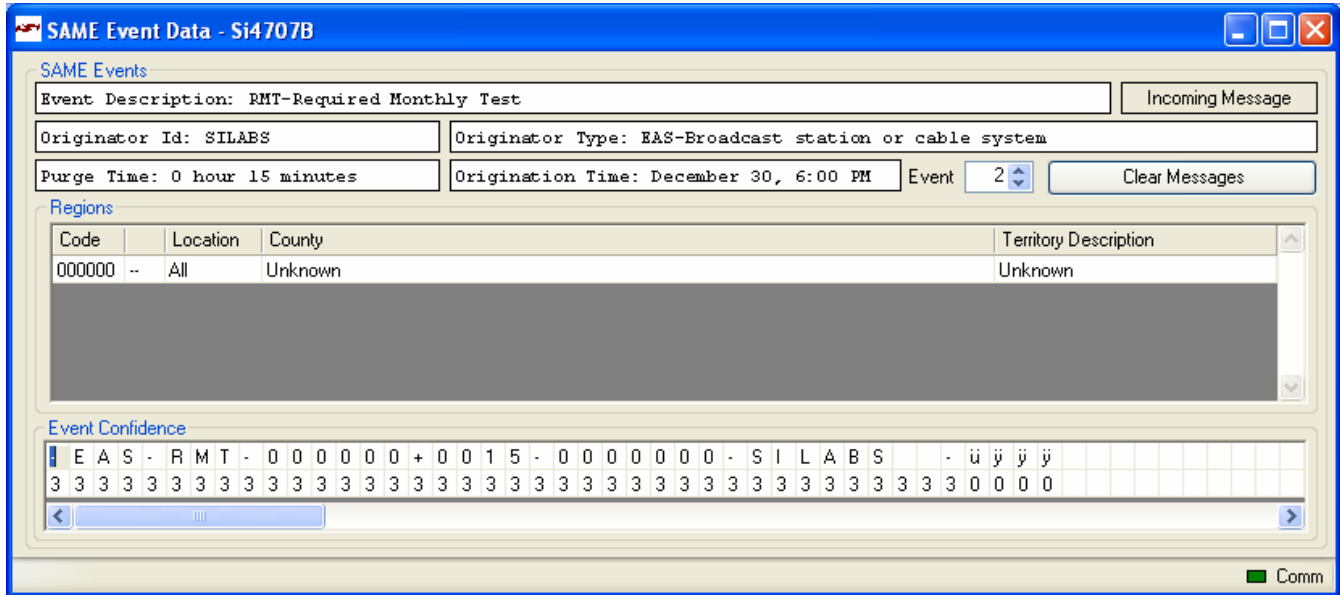 SAME Event Data - Si4707B
SAME Events
Event Description: RMT-Required Monthly Test
Incoming Message
Originator Id: SILABS
Originator Type: EAS-Broadcast station or cable system
Purge Time: 0 hour 15 minutes
Origination Time: December 30, 6:00 PM
Event 2
Clear Messages
Regions
Code Location County Territory Description
000000 -- All Unknown Unknown
Event Confidence
- E A S - R M T - 0 0 0 0 0 0 + 0 0 1 5 - 0 0 0 0 0 0 0 - S I L A B S - ü ÿ ÿ ÿ
3 3 3 3 3 3 3 3 3 3 3 3 3 3 3 3 3 3 3 3 3 3 3 3 3 3 3 3 3 3 3 3 3 3 3 3 3 3 3 0 0 0 0
Comm